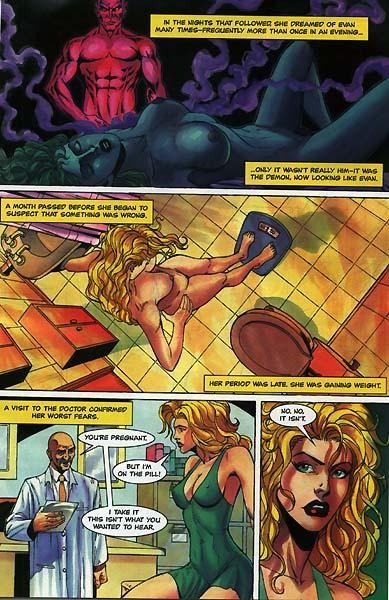 IN THE NIGHTS THAT FOLLOWED, SHE DREAMED OF EVAN
MANY TIMES—FREQUENTLY MORE THAN ONCE IN AN EVENING...
...ONLY IT WASN'T REALLY HIM—IT WAS
THE DEMON, NOW LOOKING LIKE EVAN.
A MONTH PASSED BEFORE SHE BEGAN TO
SUSPECT THAT SOMETHING WAS WRONG.
HER PERIOD WAS LATE. SHE WAS GAINING WEIGHT.
A VISIT TO THE DOCTOR CONFIRMED
HER WORST FEARS.
YOU'RE PREGNANT.
BUT I'M
ON THE PILL!
I TAKE IT
THIS ISN'T WHAT YOU
WANTED TO HEAR.
NO, NO,
IT ISN'T.